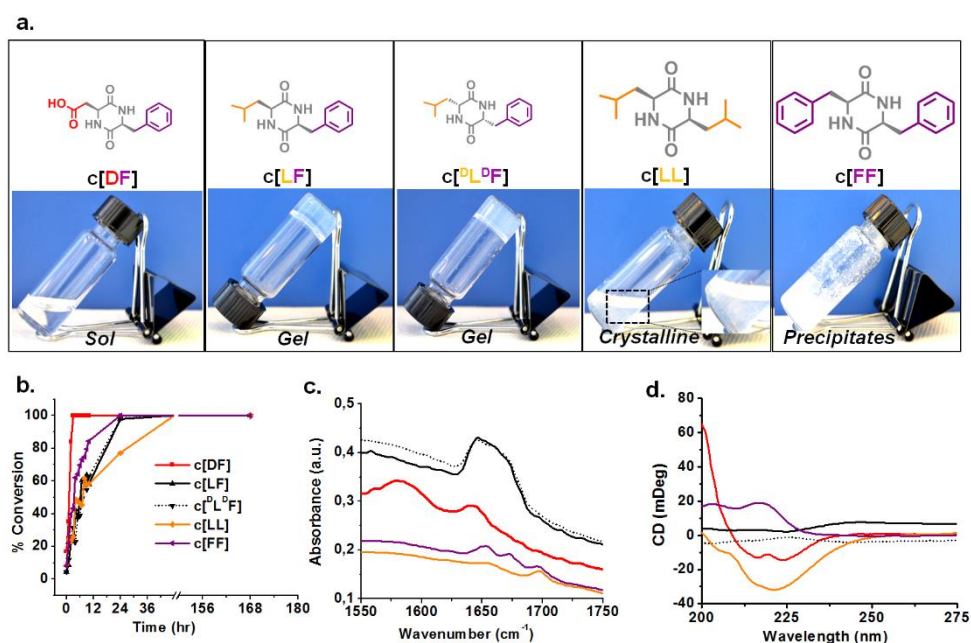 a.
HO
O
O
NH
HN
O
O
NH
HN
O
O
NH
HN
O
O
NH
HN
O
O
NH
HN
O
c[DF]
c[LF]
c[ᴰLᴰF]
c[LL]
c[FF]
Sol
Gel
Gel
Crystalline
Precipitates
b.
% Conversion
100
80
60
40
20
0
c[DF]
c[LF]
c[ᴰLᴰF]
c[LL]
c[FF]
0 12 24 36 156 168 180
Time (hr)
c.
Absorbance (a.u.)
0,5
0,4
0,3
0,2
0,1
1550 1600 1650 1700 1750
Wavenumber (cm⁻¹)
d.
CD (mDeg)
80
60
40
20
0
-20
-40
200 225 250 275
Wavelength (nm)